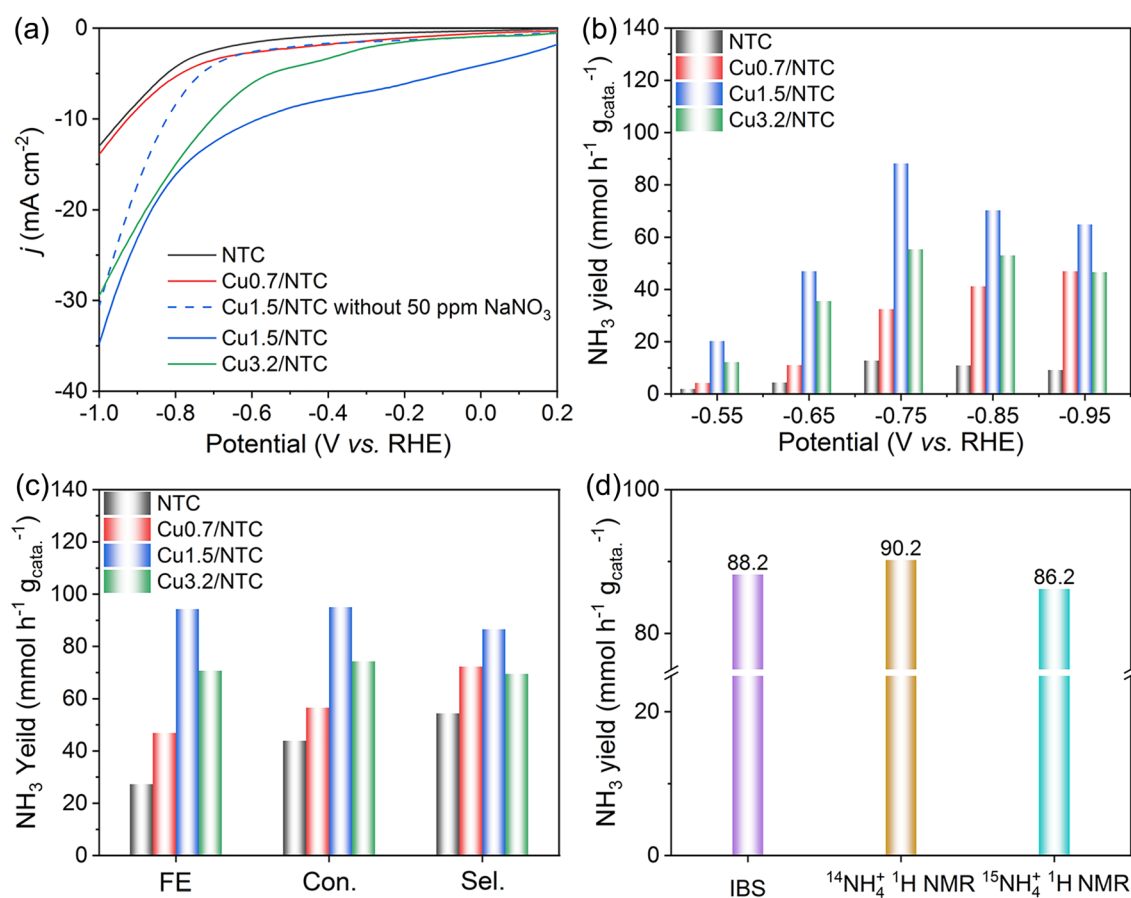 (a)
0
-10
-20
-30
-40
j (mA cm⁻²)
NTC
Cu0.7/NTC
Cu1.5/NTC without 50 ppm NaNO₃
Cu1.5/NTC
Cu3.2/NTC
-1.0 -0.8 -0.6 -0.4 -0.2 0.0 0.2
Potential (V vs. RHE)
(b)
140
120
100
80
60
40
20
0
NH₃ yield (mmol h⁻¹ g_cata.⁻¹)
NTC
Cu0.7/NTC
Cu1.5/NTC
Cu3.2/NTC
-0.55 -0.65 -0.75 -0.85 -0.95
Potential (V vs. RHE)
(c)
140
120
100
80
60
40
20
0
NH₃ Yeild (mmol h⁻¹ g_cata.⁻¹)
NTC
Cu0.7/NTC
Cu1.5/NTC
Cu3.2/NTC
FE Con. Sel.
(d)
100
80
20
0
NH₃ yield (mmol h⁻¹ g_cata.⁻¹)
88.2
90.2
86.2
IBS ¹⁴NH₄⁺ ¹H NMR ¹⁵NH₄⁺ ¹H NMR